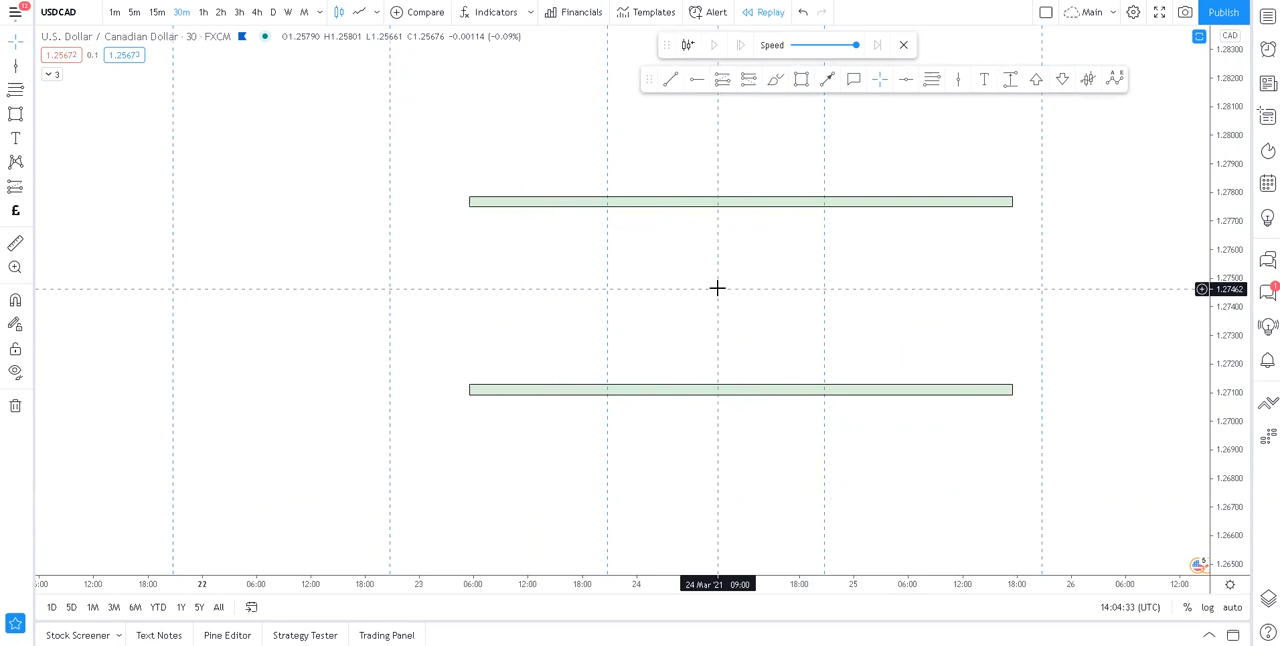 12
USDCAD
1m 5m 15m 30m 1h 2h 3h 4h D W M
Compare
Indicators
Financials
Templates
Alert
Replay
Main
Publish
U.S. Dollar / Canadian Dollar · 30 · FXCM
O1.25790 H1.25801 L1.25661 C1.25676 −0.00114 (−0.09%)
Speed
CAD
1.25672
0.1
1.25673
3
1.28300
1.28200
1.28100
1.28000
1.27900
1.27800
1.27700
1.27600
1.27500
1.27462
1.27400
1.27300
1.27200
1.27100
1.27000
1.26900
1.26800
1.26700
1.26600
1.26500
1
5
:00 12:00 18:00 22 06:00 12:00 18:00 23 06:00 12:00 18:00 24 24 Mar '21 09:00 18:00 25 06:00 12:00 18:00 26 06:00 12:00
1D 5D 1M 3M 6M YTD 1Y 5Y All
14:04:33 (UTC)
% log auto
Stock Screener
Text Notes
Pine Editor
Strategy Tester
Trading Panel